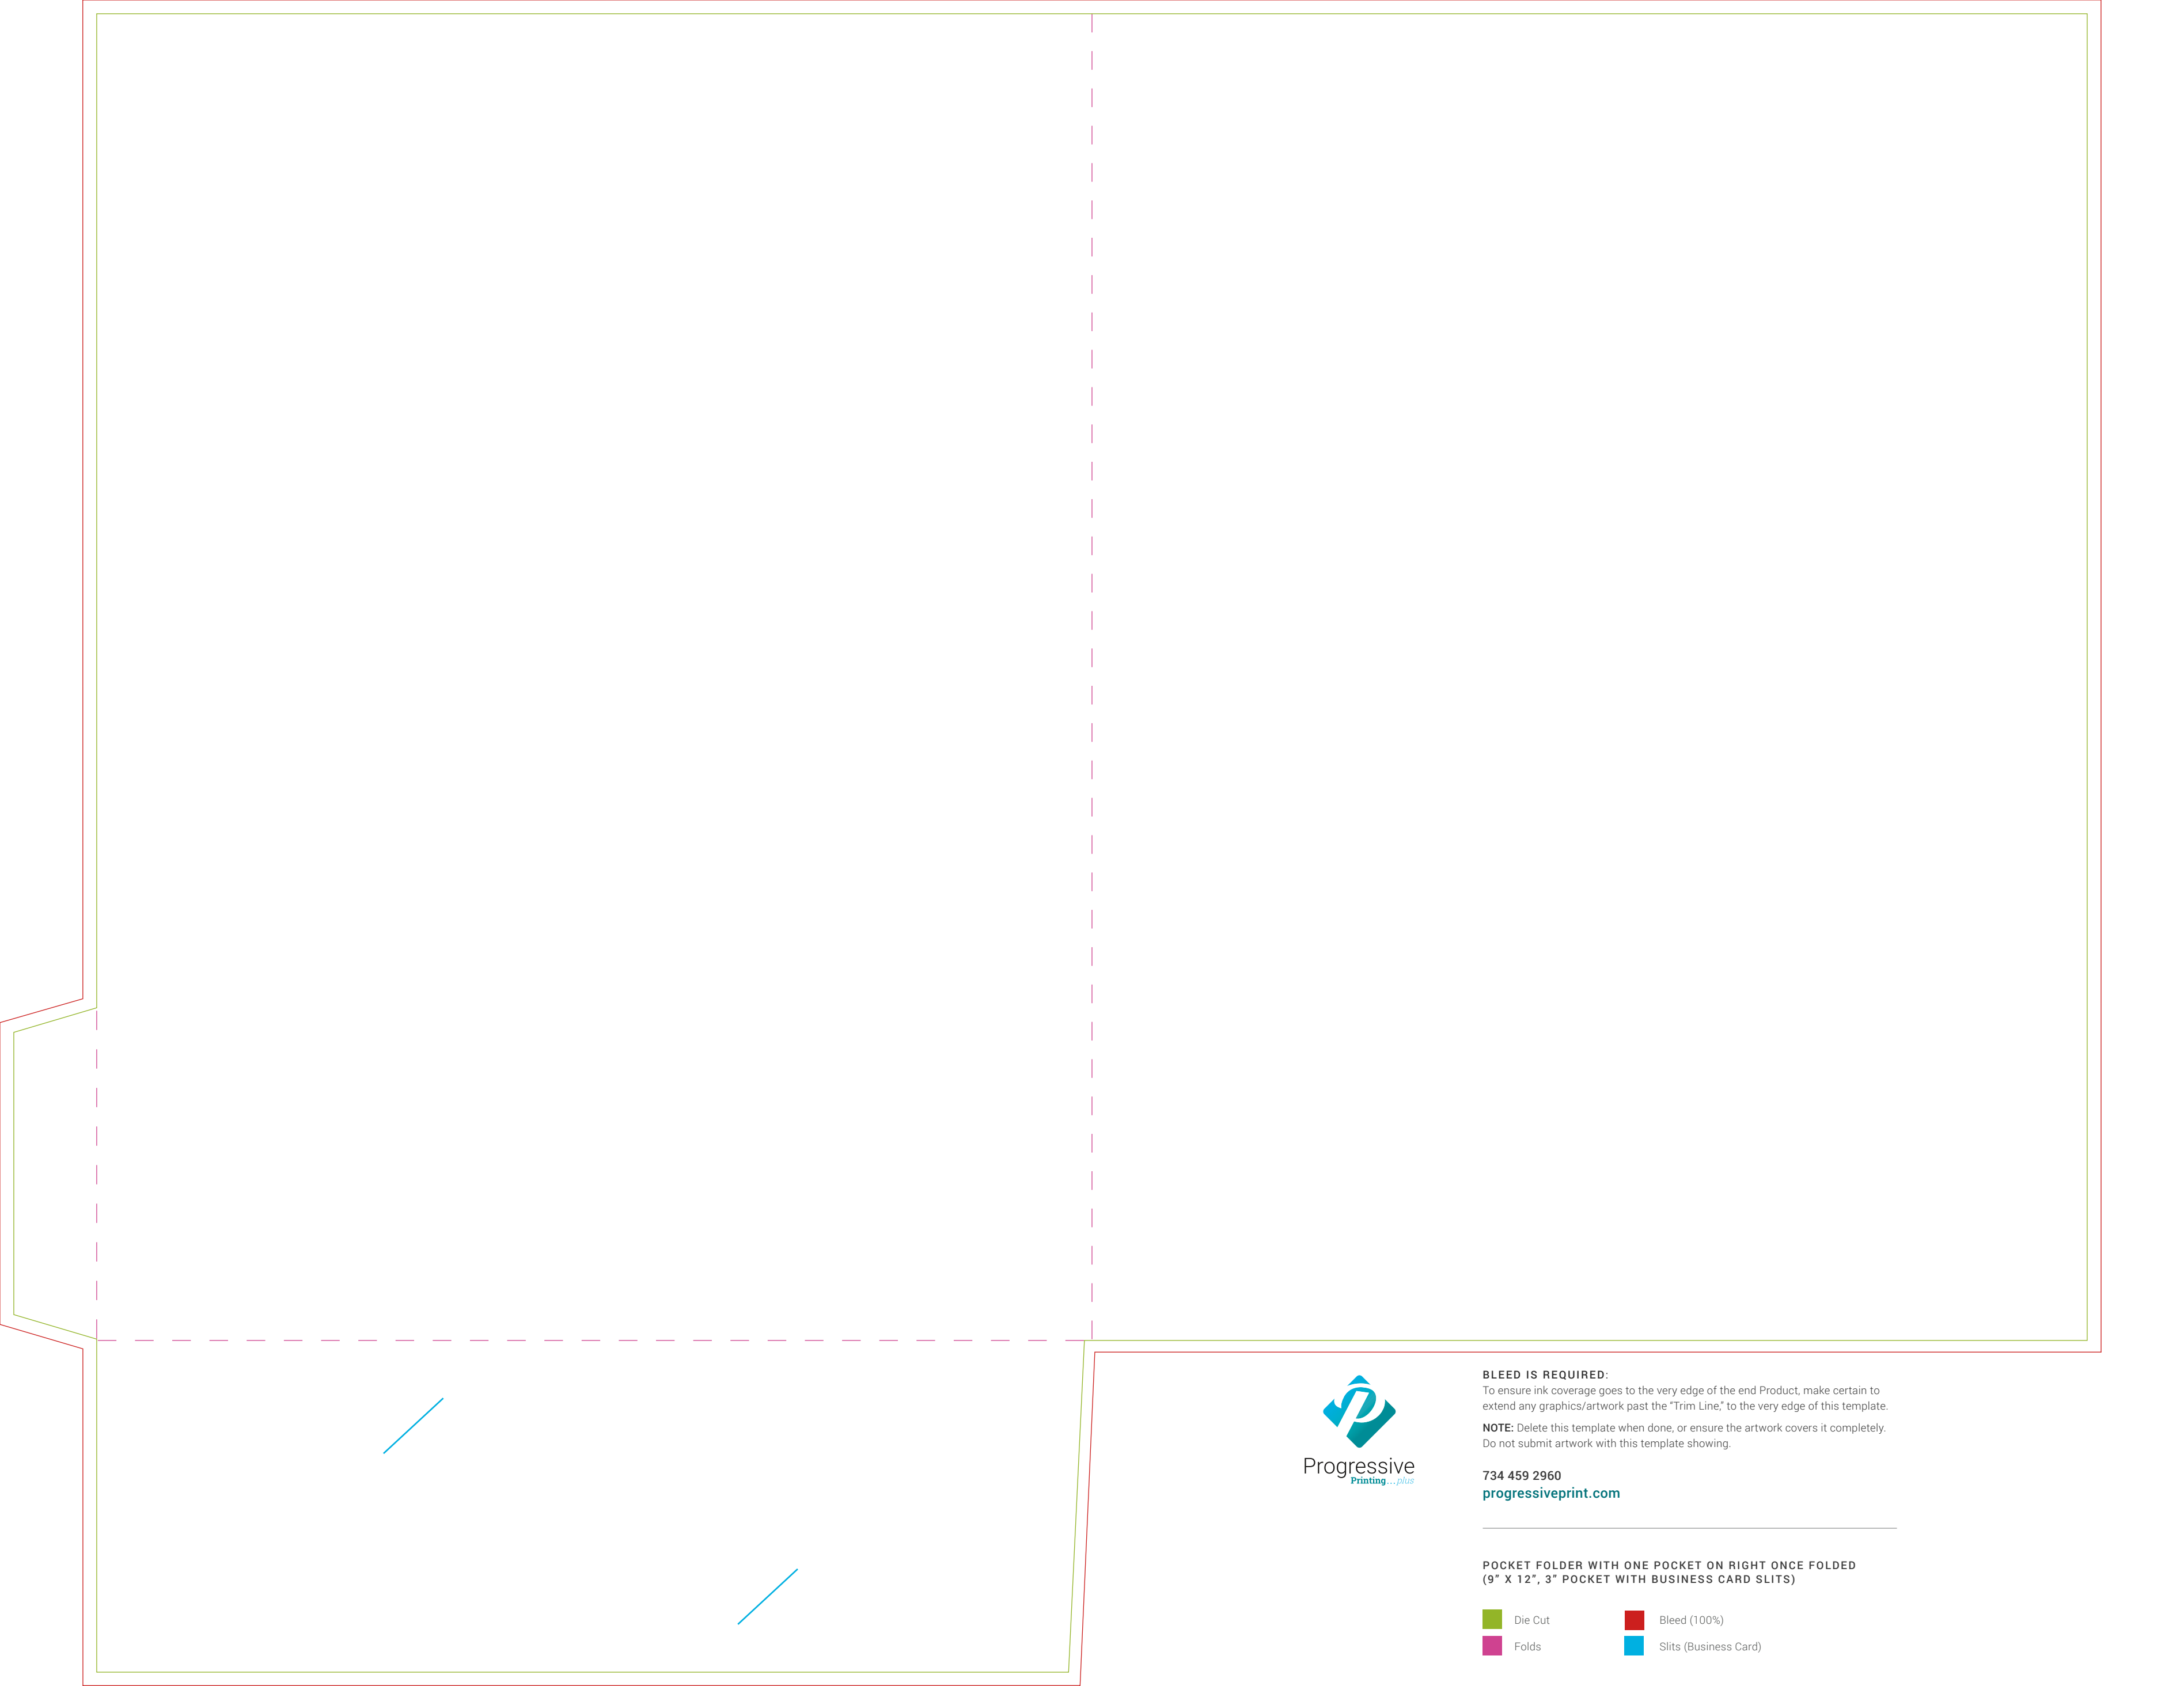 Progressive
Printing...plus
BLEED IS REQUIRED:
To ensure ink coverage goes to the very edge of the end Product, make certain to
extend any graphics/artwork past the “Trim Line,” to the very edge of this template.
NOTE: Delete this template when done, or ensure the artwork covers it completely.
Do not submit artwork with this template showing.
734 459 2960
progressiveprint.com
POCKET FOLDER WITH ONE POCKET ON RIGHT ONCE FOLDED
(9” X 12”, 3” POCKET WITH BUSINESS CARD SLITS)
Die Cut
Bleed (100%)
Folds
Slits (Business Card)